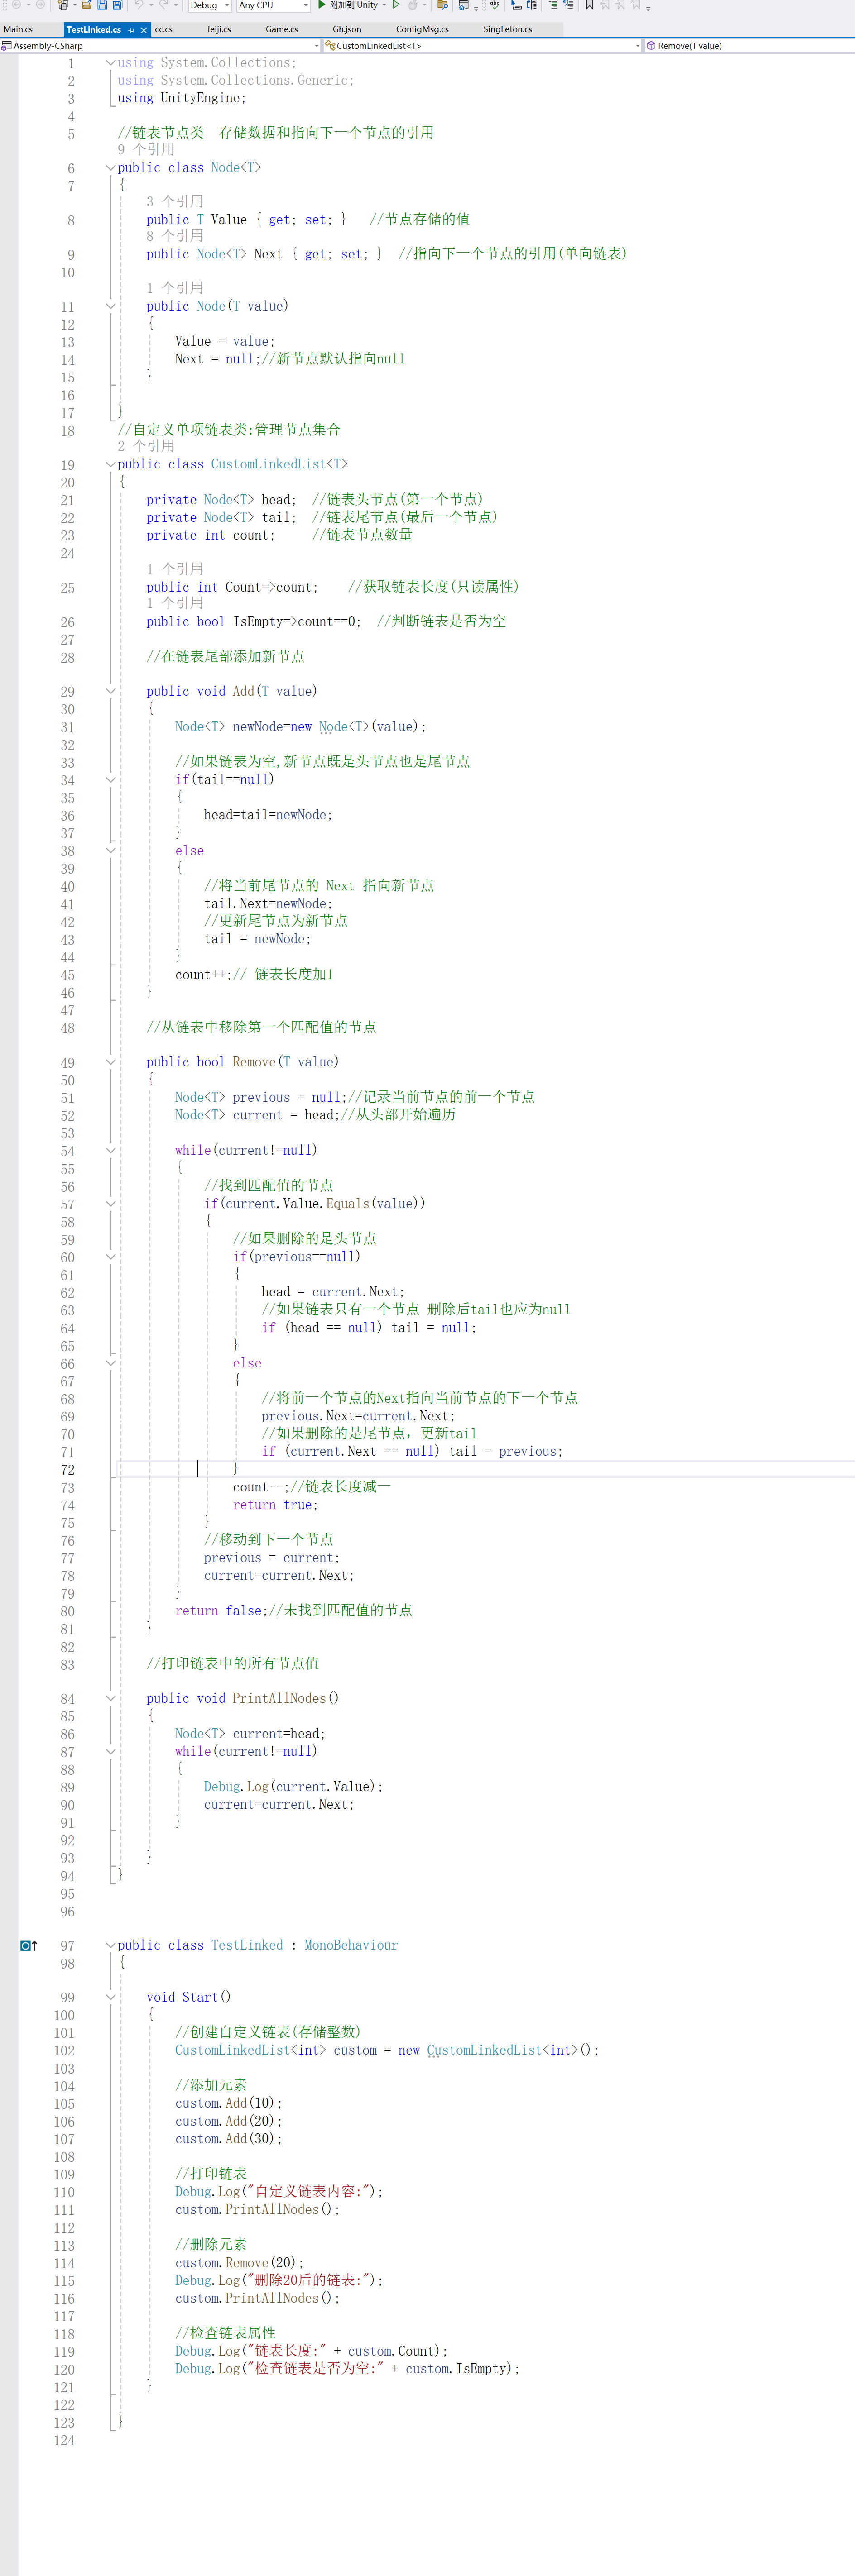 Debug Any CPU 附加到 Unity
Main.cs TestLinked.cs cc.cs feiji.cs Game.cs Gh.json ConfigMsg.cs SingLeton.cs
Assembly-CSharp CustomLinkedList<T> Remove(T value)
1 using System.Collections;
2 using System.Collections.Generic;
3 using UnityEngine;
4
5 //链表节点类 存储数据和指向下一个节点的引用
9 个引用
6 public class Node<T>
7 {
3 个引用
8 public T Value { get; set; } //节点存储的值
8 个引用
9 public Node<T> Next { get; set; } //指向下一个节点的引用(单向链表)
10
1 个引用
11 public Node(T value)
12 {
13 Value = value;
14 Next = null;//新节点默认指向null
15 }
16
17 }
18 //自定义单项链表类:管理节点集合
2 个引用
19 public class CustomLinkedList<T>
20 {
21 private Node<T> head; //链表头节点(第一个节点)
22 private Node<T> tail; //链表尾节点(最后一个节点)
23 private int count; //链表节点数量
24
1 个引用
25 public int Count=>count; //获取链表长度(只读属性)
1 个引用
26 public bool IsEmpty=>count==0; //判断链表是否为空
27
28 //在链表尾部添加新节点
29 public void Add(T value)
30 {
31 Node<T> newNode=new Node<T>(value);
32
33 //如果链表为空,新节点既是头节点也是尾节点
34 if(tail==null)
35 {
36 head=tail=newNode;
37 }
38 else
39 {
40 //将当前尾节点的 Next 指向新节点
41 tail.Next=newNode;
42 //更新尾节点为新节点
43 tail = newNode;
44 }
45 count++;// 链表长度加1
46 }
47
48 //从链表中移除第一个匹配值的节点
49 public bool Remove(T value)
50 {
51 Node<T> previous = null;//记录当前节点的前一个节点
52 Node<T> current = head;//从头部开始遍历
53
54 while(current!=null)
55 {
56 //找到匹配值的节点
57 if(current.Value.Equals(value))
58 {
59 //如果删除的是头节点
60 if(previous==null)
61 {
62 head = current.Next;
63 //如果链表只有一个节点 删除后tail也应为null
64 if (head == null) tail = null;
65 }
66 else
67 {
68 //将前一个节点的Next指向当前节点的下一个节点
69 previous.Next=current.Next;
70 //如果删除的是尾节点，更新tail
71 if (current.Next == null) tail = previous;
72 }
73 count--;//链表长度减一
74 return true;
75 }
76 //移动到下一个节点
77 previous = current;
78 current=current.Next;
79 }
80 return false;//未找到匹配值的节点
81 }
82
83 //打印链表中的所有节点值
84 public void PrintAllNodes()
85 {
86 Node<T> current=head;
87 while(current!=null)
88 {
89 Debug.Log(current.Value);
90 current=current.Next;
91 }
92
93 }
94 }
95
96
97 public class TestLinked : MonoBehaviour
98 {
99 void Start()
100 {
101 //创建自定义链表(存储整数)
102 CustomLinkedList<int> custom = new CustomLinkedList<int>();
103
104 //添加元素
105 custom.Add(10);
106 custom.Add(20);
107 custom.Add(30);
108
109 //打印链表
110 Debug.Log("自定义链表内容:");
111 custom.PrintAllNodes();
112
113 //删除元素
114 custom.Remove(20);
115 Debug.Log("删除20后的链表:");
116 custom.PrintAllNodes();
117
118 //检查链表属性
119 Debug.Log("链表长度:" + custom.Count);
120 Debug.Log("检查链表是否为空:" + custom.IsEmpty);
121 }
122
123 }
124